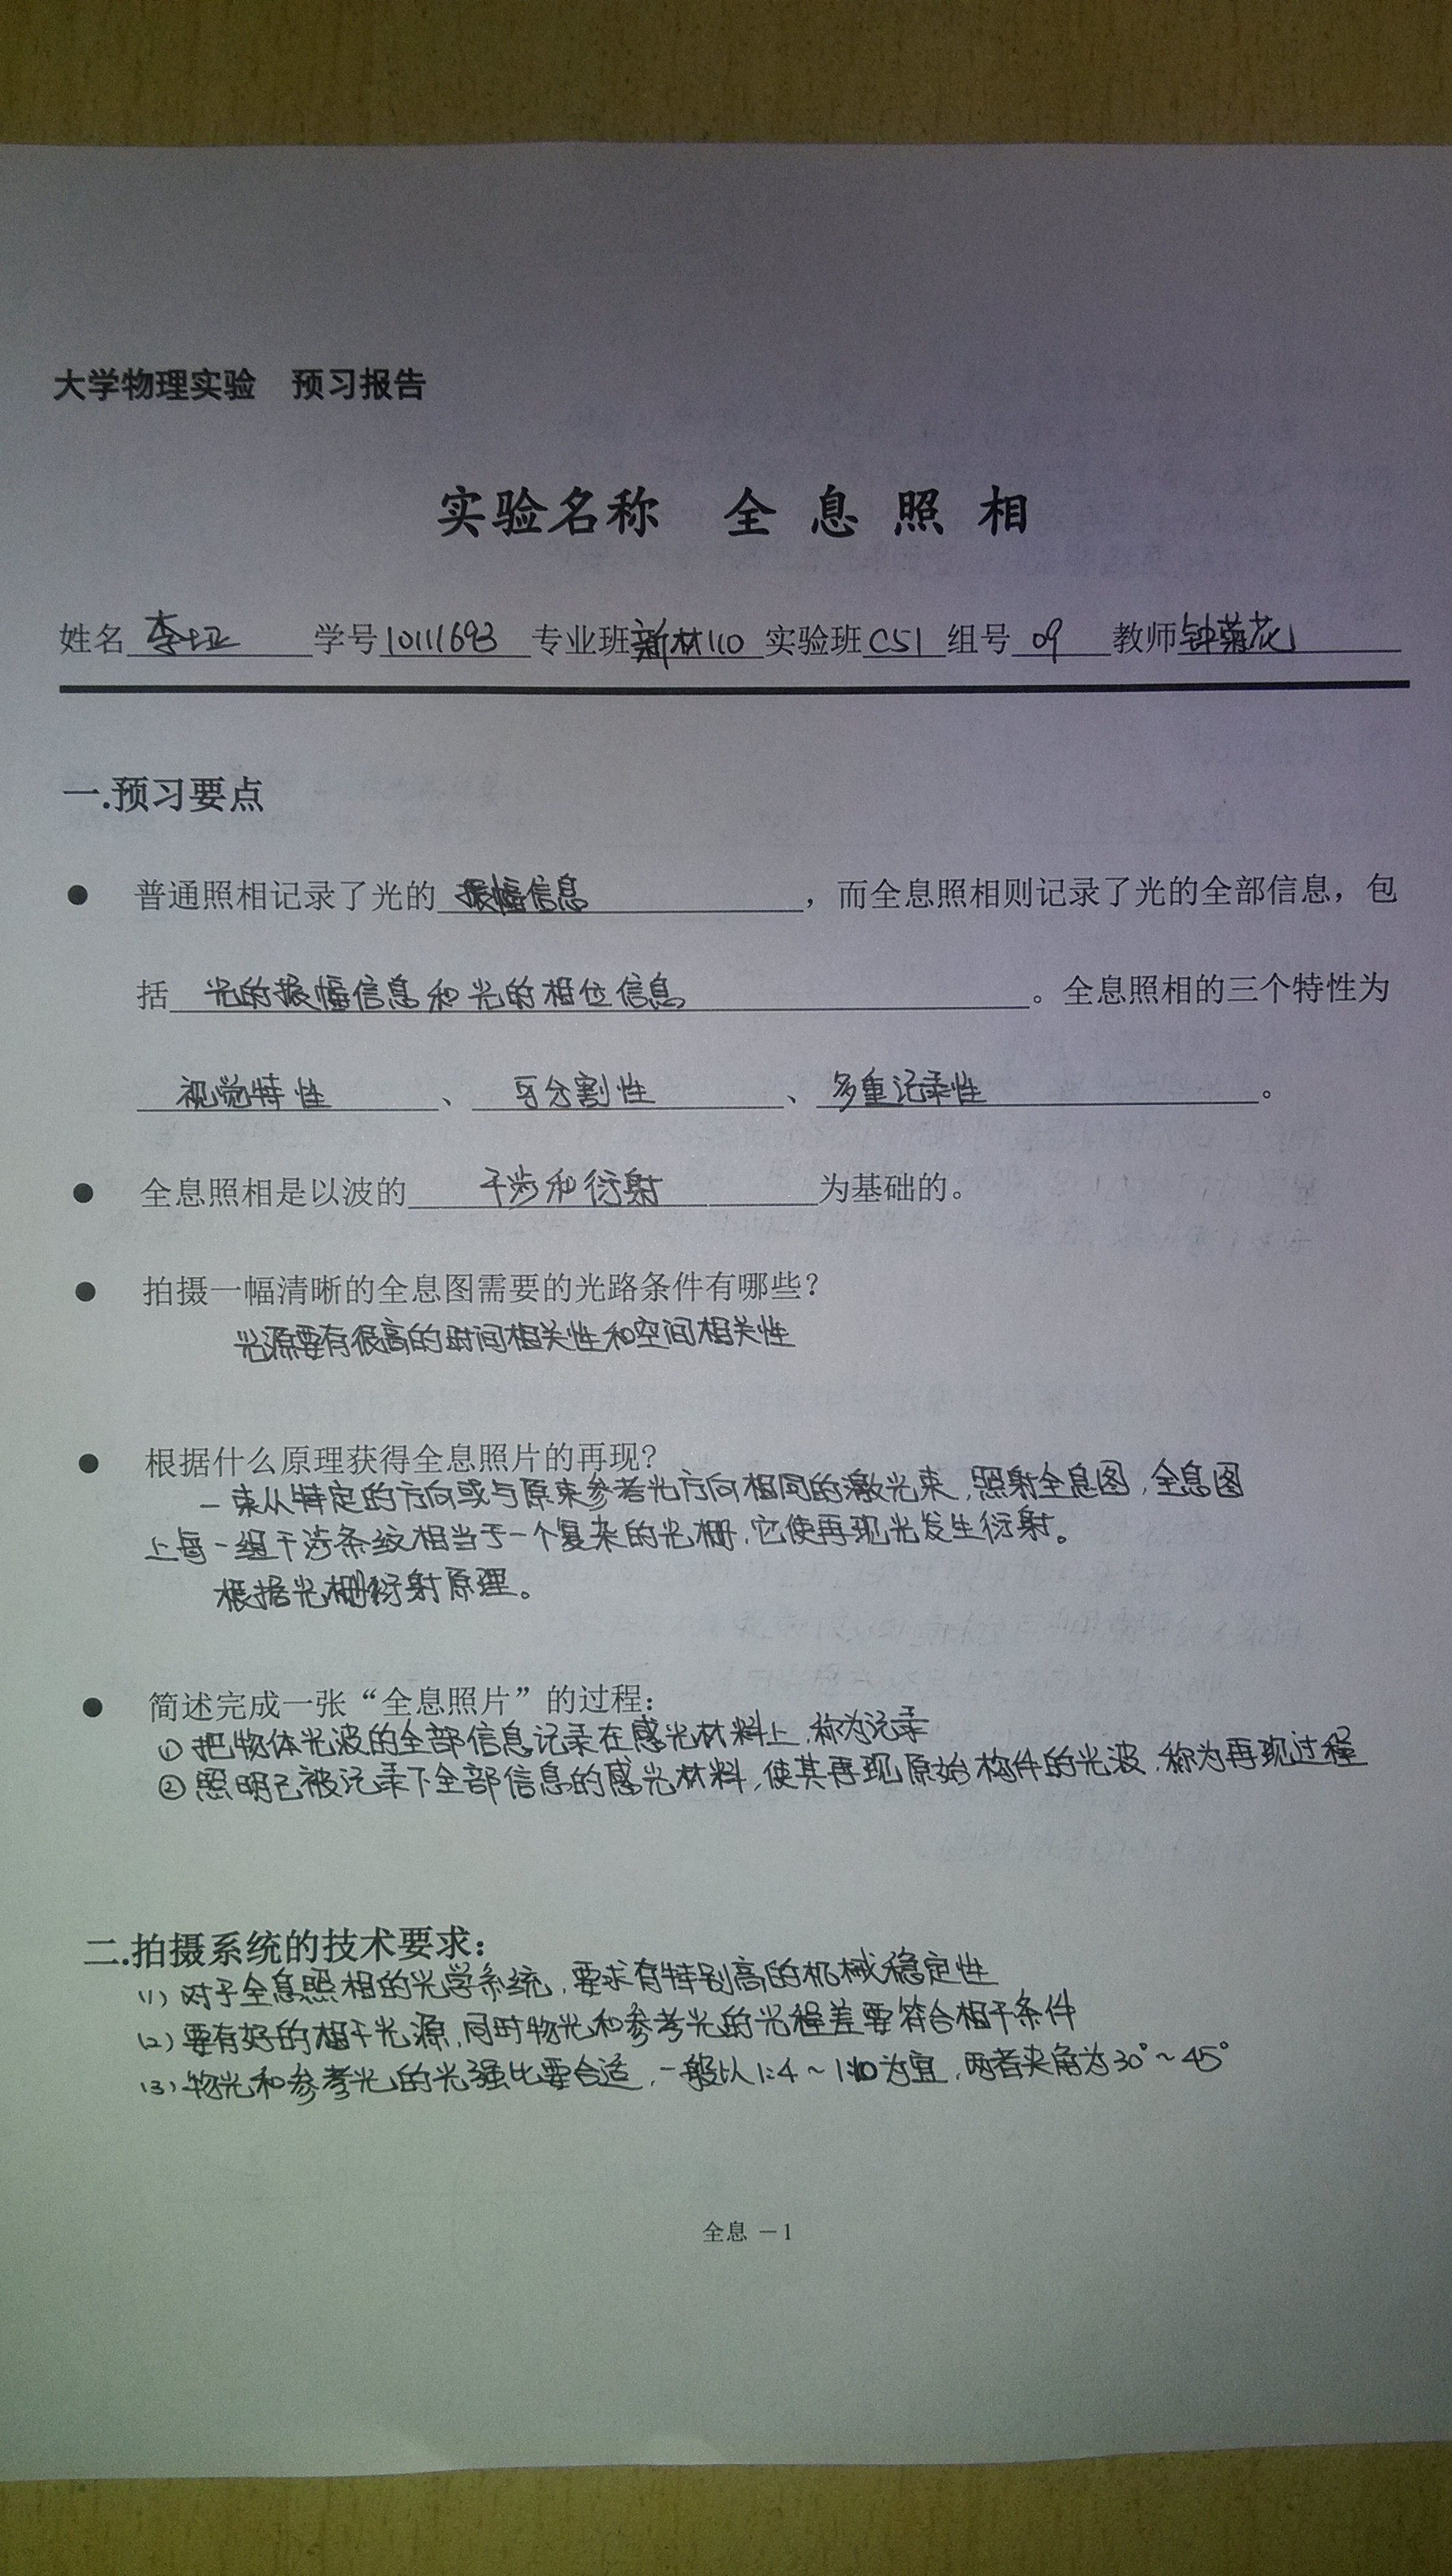 大学物理实验 预习报告
实验名称 全息照相
姓名 李 学号 10111693 专业班 新材110 实验班 C51 组号 09 教师 钟菊花
一.预习要点
● 普通照相记录了光的 振幅信息 ，而全息照相则记录了光的全部信息，包
括 光的振幅信息和光的相位信息 。全息照相的三个特性为
视觉特性 、 可分割性 、 多重记录性 。
● 全息照相是以波的 干涉和衍射 为基础的。
● 拍摄一幅清晰的全息图需要的光路条件有哪些？
光源要有很高的时间相关性和空间相关性
● 根据什么原理获得全息照片的再现？
一束从特定的方向或与原来参考光方向相同的激光束，照射全息图，全息图
上每一组干涉条纹相当于一个复杂的光栅，它使再现光发生衍射。
根据光栅衍射原理。
● 简述完成一张“全息照片”的过程：
① 把物体光波的全部信息记录在感光材料上，称为记录
② 照明已被记录下全部信息的感光材料，使其再现原始构件的光波，称为再现过程
二.拍摄系统的技术要求：
(1) 对于全息照相的光学系统，要求有特别高的机械稳定性
(2) 要有好的相干光源，同时物光和参考光的光程差要符合相干条件
(3) 物光和参考光的光强比要合适，一般以1:4～1:10为宜，两者夹角为30°～45°
全息 －1